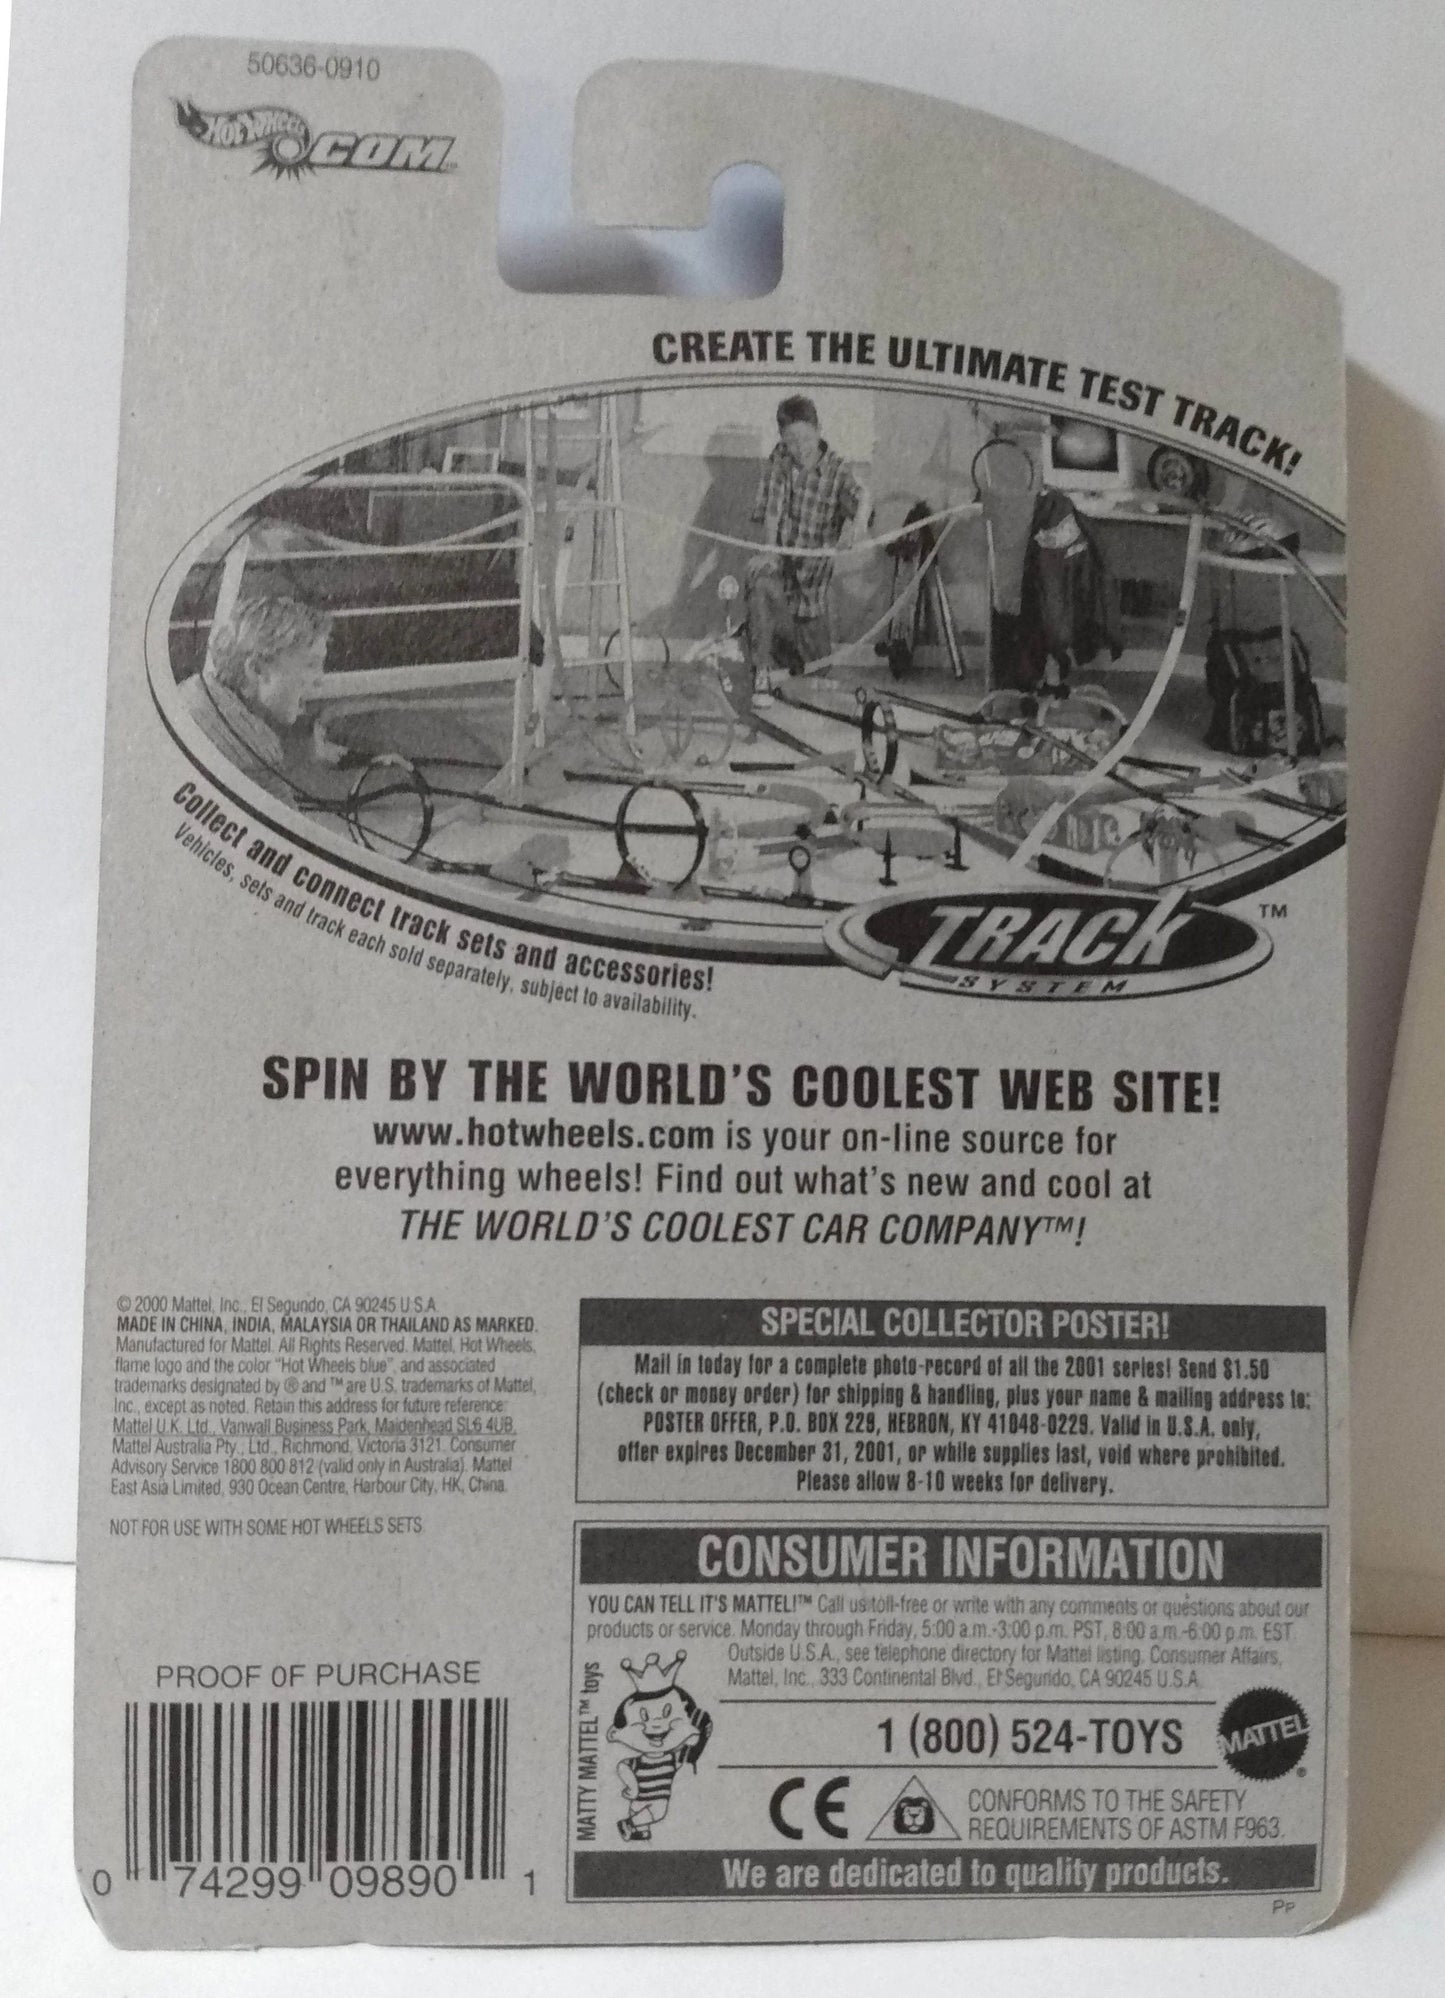 50636-0910
HOT WHEELS .COM™
CREATE THE ULTIMATE TEST TRACK!
Collect and connect track sets and accessories!
Vehicles, sets and track each sold separately, subject to availability.
TRACK ™
SYSTEM
SPIN BY THE WORLD'S COOLEST WEB SITE!
www.hotwheels.com is your on-line source for
everything wheels! Find out what's new and cool at
THE WORLD'S COOLEST CAR COMPANY™!
© 2000 Mattel, Inc., El Segundo, CA 90245 U.S.A.
MADE IN CHINA, INDIA, MALAYSIA OR THAILAND AS MARKED.
Manufactured for Mattel. All Rights Reserved. Mattel, Hot Wheels,
flame logo and the color "Hot Wheels blue", and associated
trademarks designated by ® and ™ are U.S. trademarks of Mattel,
Inc., except as noted. Retain this address for future reference:
Mattel U.K. Ltd., Vanwall Business Park, Maidenhead SL6 4UB.
Mattel Australia Pty., Ltd., Richmond, Victoria 3121. Consumer
Advisory Service 1800 800 812 (valid only in Australia). Mattel
East Asia Limited, 930 Ocean Centre, Harbour City, HK, China.
NOT FOR USE WITH SOME HOT WHEELS SETS.
PROOF OF PURCHASE
0 74299 09890 1
SPECIAL COLLECTOR POSTER!
Mail in today for a complete photo-record of all the 2001 series! Send $1.50
(check or money order) for shipping & handling, plus your name & mailing address to:
POSTER OFFER, P.O. BOX 229, HEBRON, KY 41048-0229. Valid in U.S.A. only,
offer expires December 31, 2001, or while supplies last, void where prohibited.
Please allow 8-10 weeks for delivery.
CONSUMER INFORMATION
YOU CAN TELL IT'S MATTEL!™ Call us toll-free or write with any comments or questions about our
products or service. Monday through Friday, 5:00 a.m.-3:00 p.m. PST, 8:00 a.m.-6:00 p.m. EST.
Outside U.S.A., see telephone directory for Mattel listing. Consumer Affairs,
Mattel, Inc., 333 Continental Blvd., El Segundo, CA 90245 U.S.A.
MATTY MATTEL™ toys
1 (800) 524-TOYS
MATTEL®
CE
CONFORMS TO THE SAFETY
REQUIREMENTS OF ASTM F963.
We are dedicated to quality products.
PP